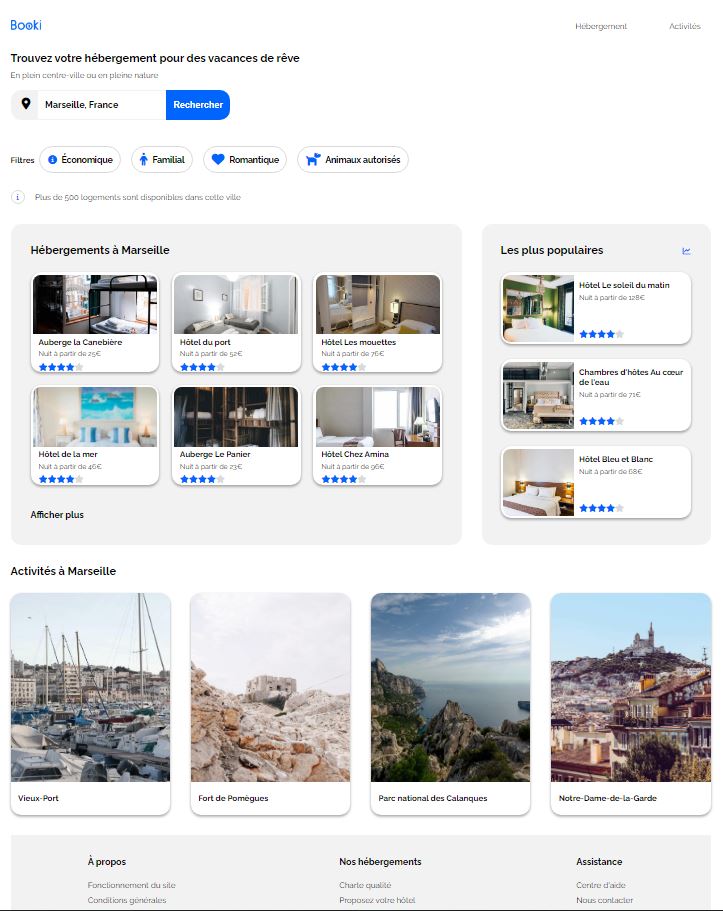 Booki
Hébergement
Activités
Trouvez votre hébergement pour des vacances de rêve
En plein centre-ville ou en pleine nature
Marseille, France
Rechercher
Filtres
Économique
Familial
Romantique
Animaux autorisés
Plus de 500 logements sont disponibles dans cette ville
Hébergements à Marseille
Auberge la Canebière
Nuit à partir de 25€
Hôtel du port
Nuit à partir de 52€
Hôtel Les mouettes
Nuit à partir de 76€
Hôtel de la mer
Nuit à partir de 46€
Auberge Le Panier
Nuit à partir de 23€
Hôtel Chez Amina
Nuit à partir de 96€
Afficher plus
Les plus populaires
Hôtel Le soleil du matin
Nuit à partir de 128€
Chambres d'hôtes Au cœur
de l'eau
Nuit à partir de 71€
Hôtel Bleu et Blanc
Nuit à partir de 68€
Activités à Marseille
Vieux-Port
Fort de Pomègues
Parc national des Calanques
Notre-Dame-de-la-Garde
À propos
Fonctionnement du site
Conditions générales
Nos hébergements
Charte qualité
Proposez votre hôtel
Assistance
Centre d'aide
Nous contacter